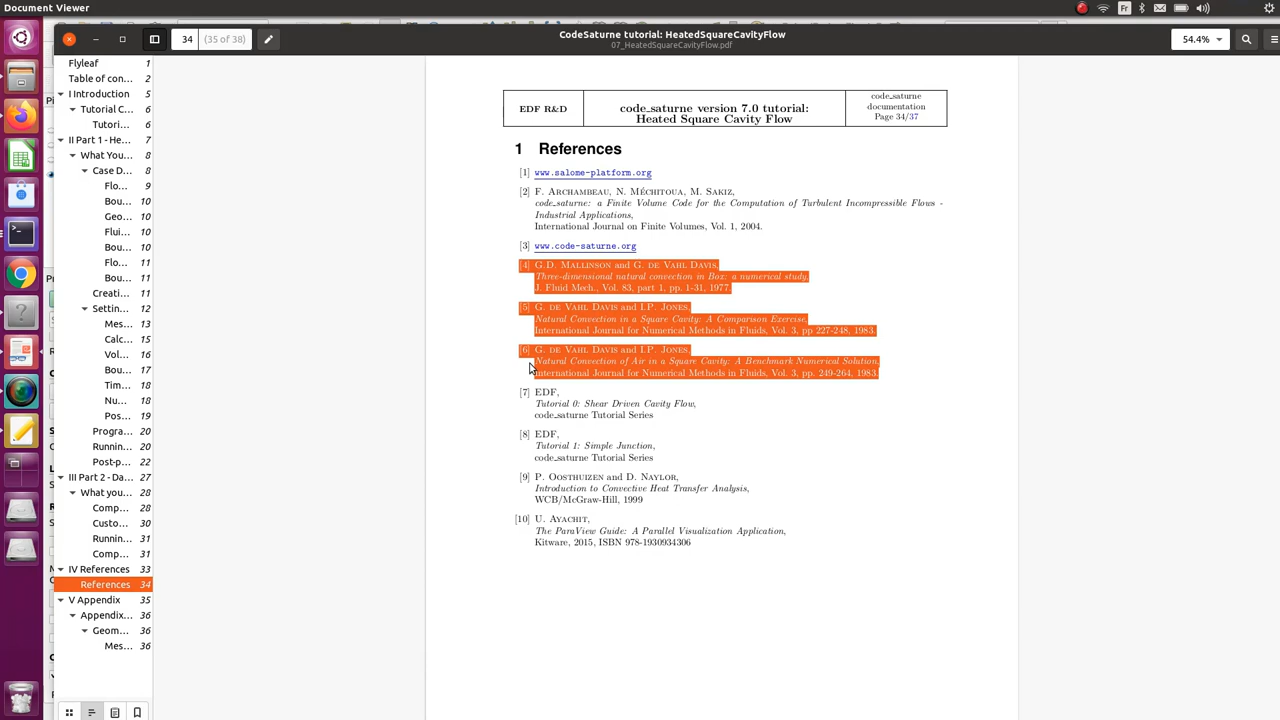 Document Viewer
Fr
34
(35 of 38)
CodeSaturne tutorial: HeatedSquareCavityFlow
07_HeatedSquareCavityFlow.pdf
54.4%
Flyleaf 1
Table of con... 2
I Introduction 5
Tutorial C... 6
Tutori... 6
II Part 1 - He... 7
What You... 8
Case D... 8
Flo... 9
Bou... 10
Geo... 10
Flui... 10
Bou... 10
Flo... 11
Bou... 11
Creati... 11
Settin... 12
Mes... 13
Calc... 15
Vol... 16
Bou... 17
Tim... 18
Nu... 18
Pos... 19
Progra... 20
Runnin... 20
Post-p... 22
III Part 2 - Da... 27
What you... 28
Comp... 28
Custo... 30
Runnin... 31
Comp... 31
IV References 33
References 34
V Appendix 35
Appendix... 36
Geom... 36
Mes... 36
EDF R&D
code_saturne version 7.0 tutorial:
Heated Square Cavity Flow
code_saturne
documentation
Page 34/37
1 References
[1] www.salome-platform.org
[2] F. Archambeau, N. Méchitoua, M. Sakiz,
code_saturne: a Finite Volume Code for the Computation of Turbulent Incompressible Flows -
Industrial Applications,
International Journal on Finite Volumes, Vol. 1, 2004.
[3] www.code-saturne.org
[4] G.D. Mallinson and G. de Vahl Davis,
Three-dimensional natural convection in Box: a numerical study,
J. Fluid Mech., Vol. 83, part 1, pp. 1-31, 1977.
[5] G. de Vahl Davis and I.P. Jones,
Natural Convection in a Square Cavity: A Comparison Exercise,
International Journal for Numerical Methods in Fluids, Vol. 3, pp 227-248, 1983.
[6] G. de Vahl Davis and I.P. Jones,
Natural Convection of Air in a Square Cavity: A Benchmark Numerical Solution,
International Journal for Numerical Methods in Fluids, Vol. 3, pp. 249-264, 1983.
[7] EDF,
Tutorial 0: Shear Driven Cavity Flow,
code_saturne Tutorial Series
[8] EDF,
Tutorial 1: Simple Junction,
code_saturne Tutorial Series
[9] P. Oosthuizen and D. Naylor,
Introduction to Convective Heat Transfer Analysis,
WCB/McGraw-Hill, 1999
[10] U. Ayachit,
The ParaView Guide: A Parallel Visualization Application,
Kitware, 2015, ISBN 978-1930934306